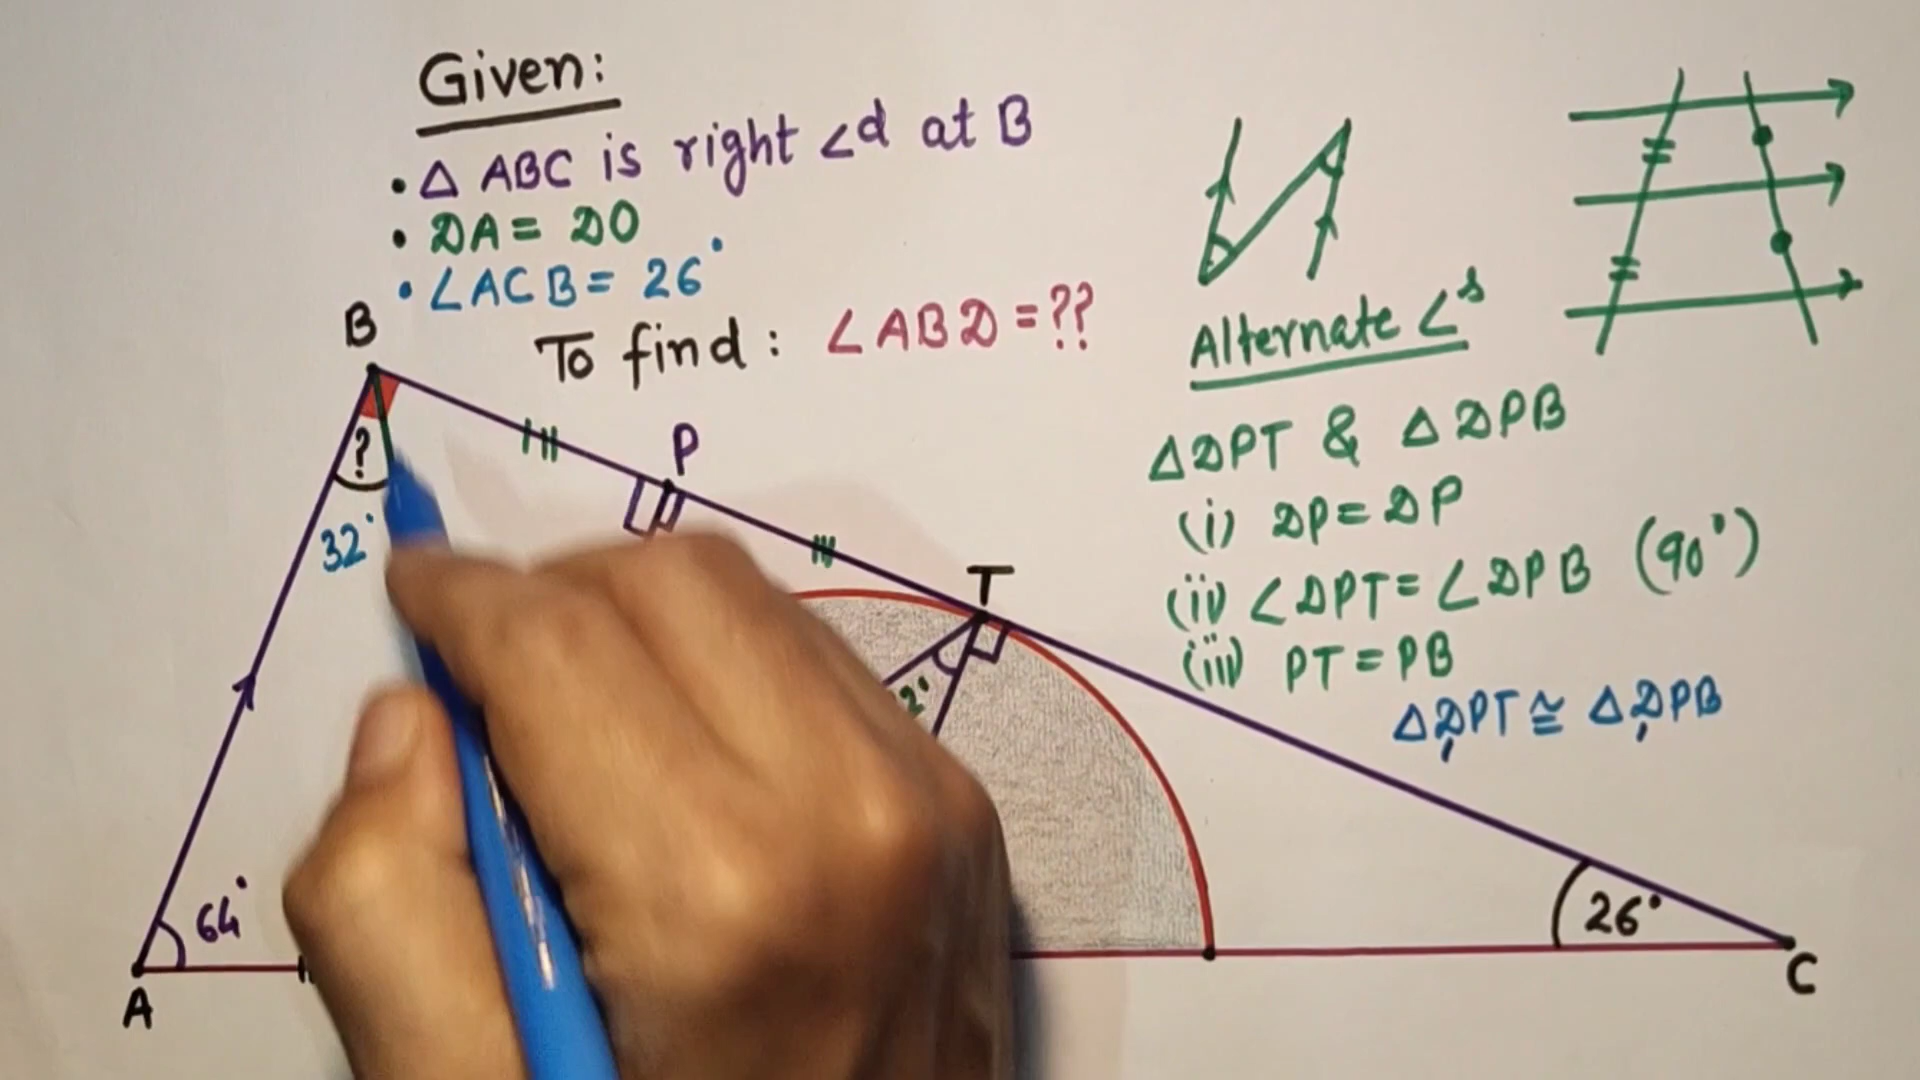 Given:
• △ ABC is right ∠d at B
• DA = DO
• ∠ACB = 26°
To find : ∠ABD = ??
B
?
32°
P
T
2°
A
64°
26°
C
Alternate ∠s
△DPT & △DPB
(i) DP = DP
(ii) ∠DPT = ∠DPB (90°)
(iii) PT = PB
△DPT ≅ △DPB